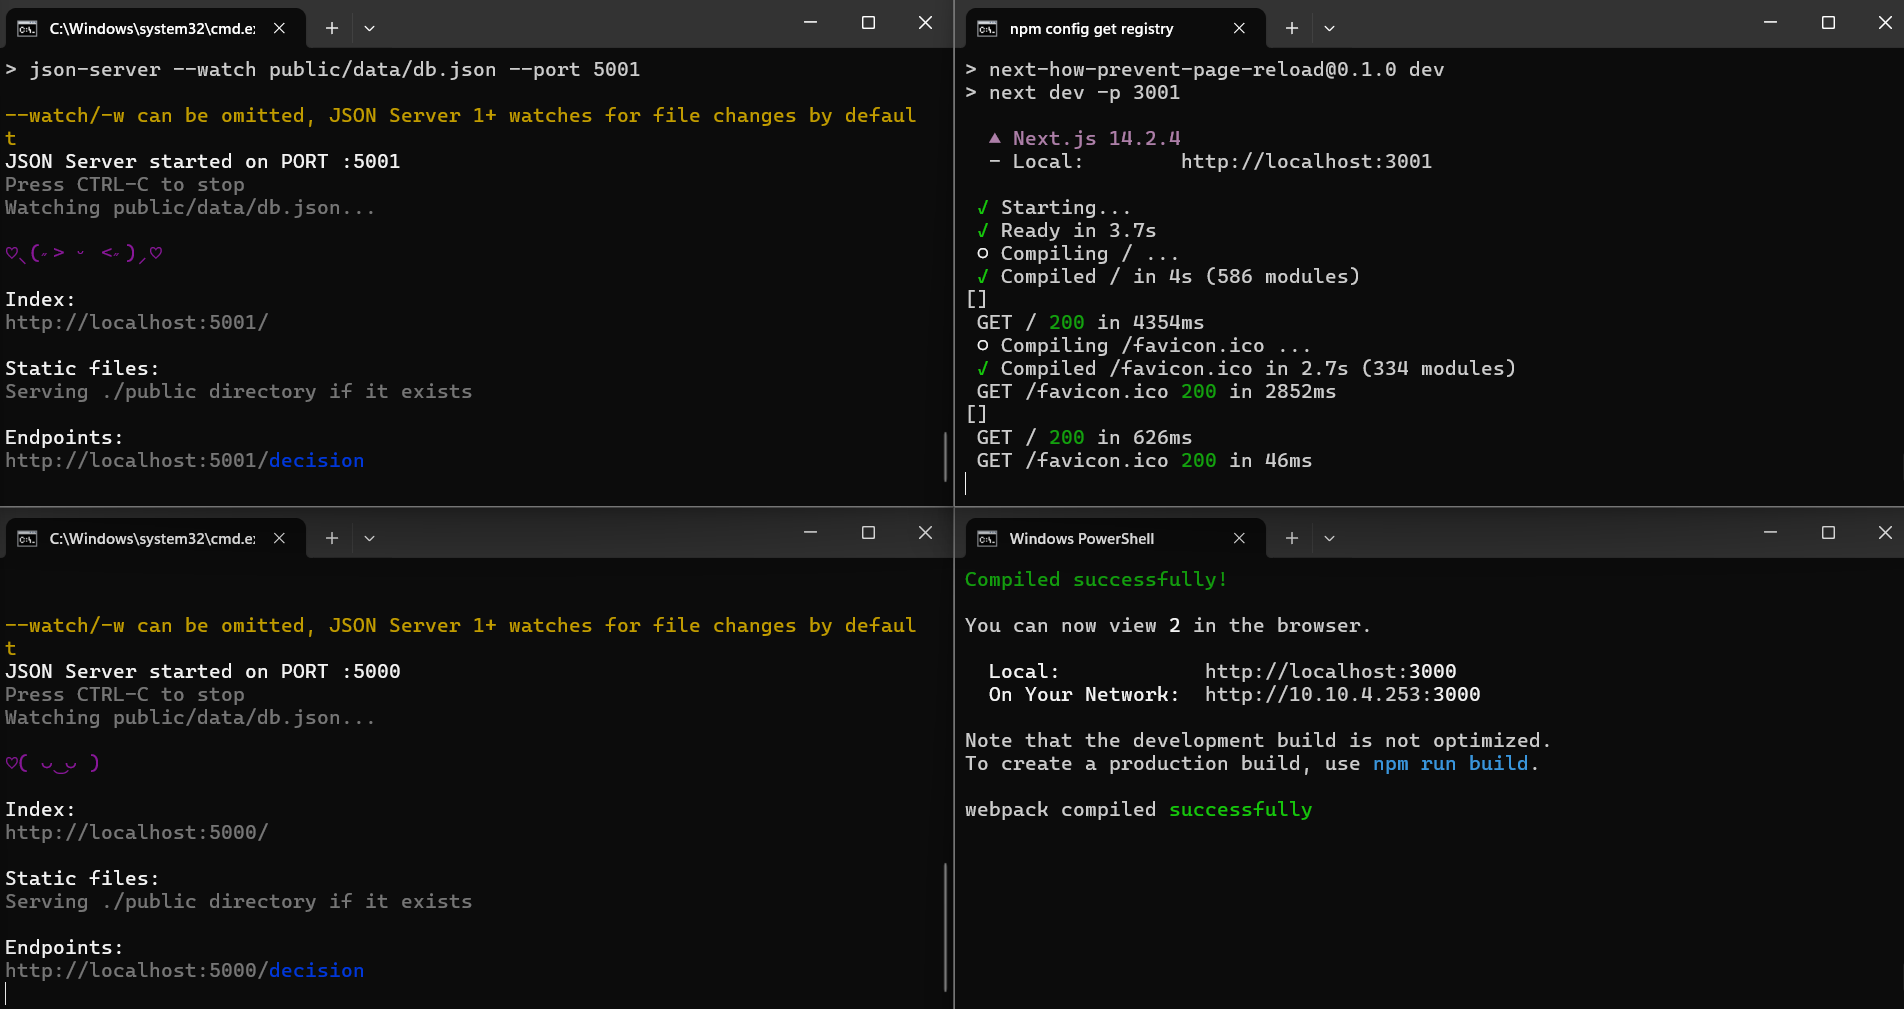 C:\Windows\system32\cmd.e
> json-server --watch public/data/db.json --port 5001
--watch/-w can be omitted, JSON Server 1+ watches for file changes by defaul
t
JSON Server started on PORT :5001
Press CTRL-C to stop
Watching public/data/db.json...
♡⸜(˶˃ ᵕ ˂˶)⸝♡
Index:
http://localhost:5001/
Static files:
Serving ./public directory if it exists
Endpoints:
http://localhost:5001/decision
npm config get registry
> next-how-prevent-page-reload@0.1.0 dev
> next dev -p 3001
▲ Next.js 14.2.4
- Local: http://localhost:3001
√ Starting...
√ Ready in 3.7s
○ Compiling / ...
√ Compiled / in 4s (586 modules)
[]
GET / 200 in 4354ms
○ Compiling /favicon.ico ...
√ Compiled /favicon.ico in 2.7s (334 modules)
GET /favicon.ico 200 in 2852ms
[]
GET / 200 in 626ms
GET /favicon.ico 200 in 46ms
C:\Windows\system32\cmd.e
--watch/-w can be omitted, JSON Server 1+ watches for file changes by defaul
t
JSON Server started on PORT :5000
Press CTRL-C to stop
Watching public/data/db.json...
♡( ◡‿◡ )
Index:
http://localhost:5000/
Static files:
Serving ./public directory if it exists
Endpoints:
http://localhost:5000/decision
Windows PowerShell
Compiled successfully!
You can now view 2 in the browser.
Local: http://localhost:3000
On Your Network: http://10.10.4.253:3000
Note that the development build is not optimized.
To create a production build, use npm run build.
webpack compiled successfully